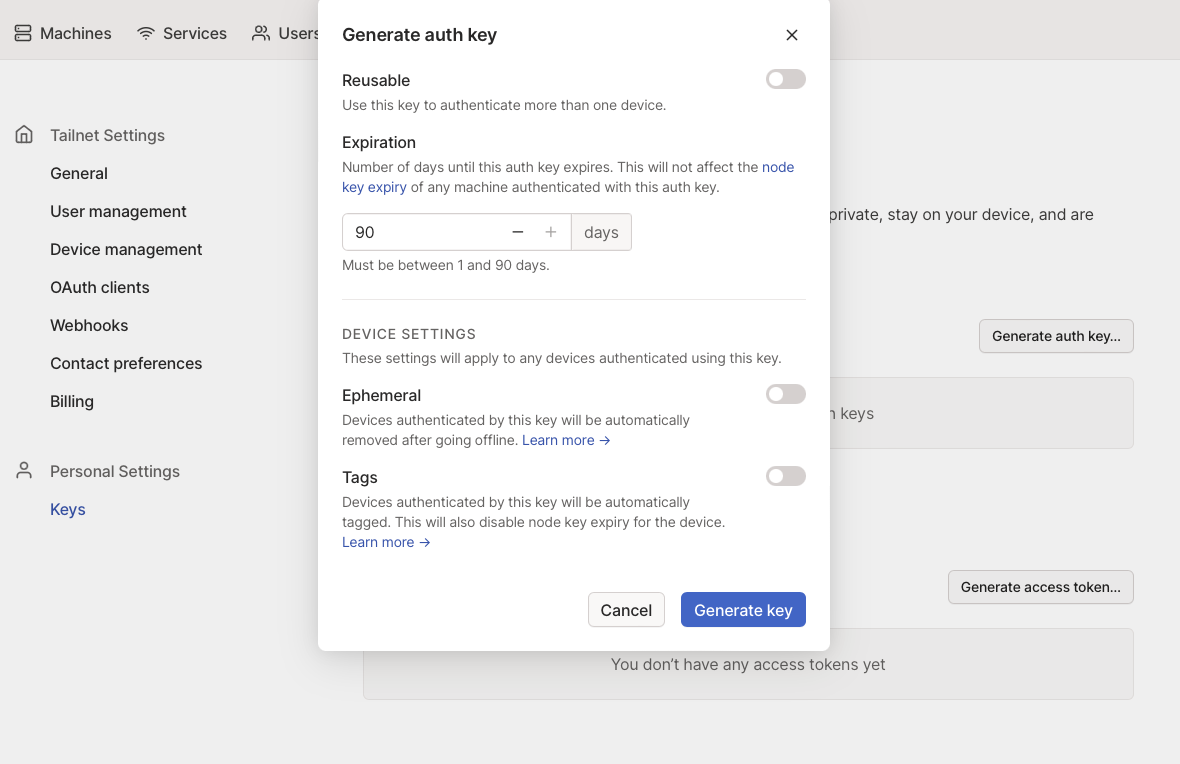 Machines
Services
Users
Tailnet Settings
General
User management
Device management
OAuth clients
Webhooks
Contact preferences
Billing
Personal Settings
Keys
Generate auth key
Reusable
Use this key to authenticate more than one device.
Expiration
Number of days until this auth key expires. This will not affect the node
key expiry of any machine authenticated with this auth key.
90 days
Must be between 1 and 90 days.
DEVICE SETTINGS
These settings will apply to any devices authenticated using this key.
Ephemeral
Devices authenticated by this key will be automatically
removed after going offline. Learn more →
Tags
Devices authenticated by this key will be automatically
tagged. This will also disable node key expiry for the device.
Learn more →
Cancel
Generate key
private, stay on your device, and are
Generate auth key...
keys
Generate access token...
You don’t have any access tokens yet